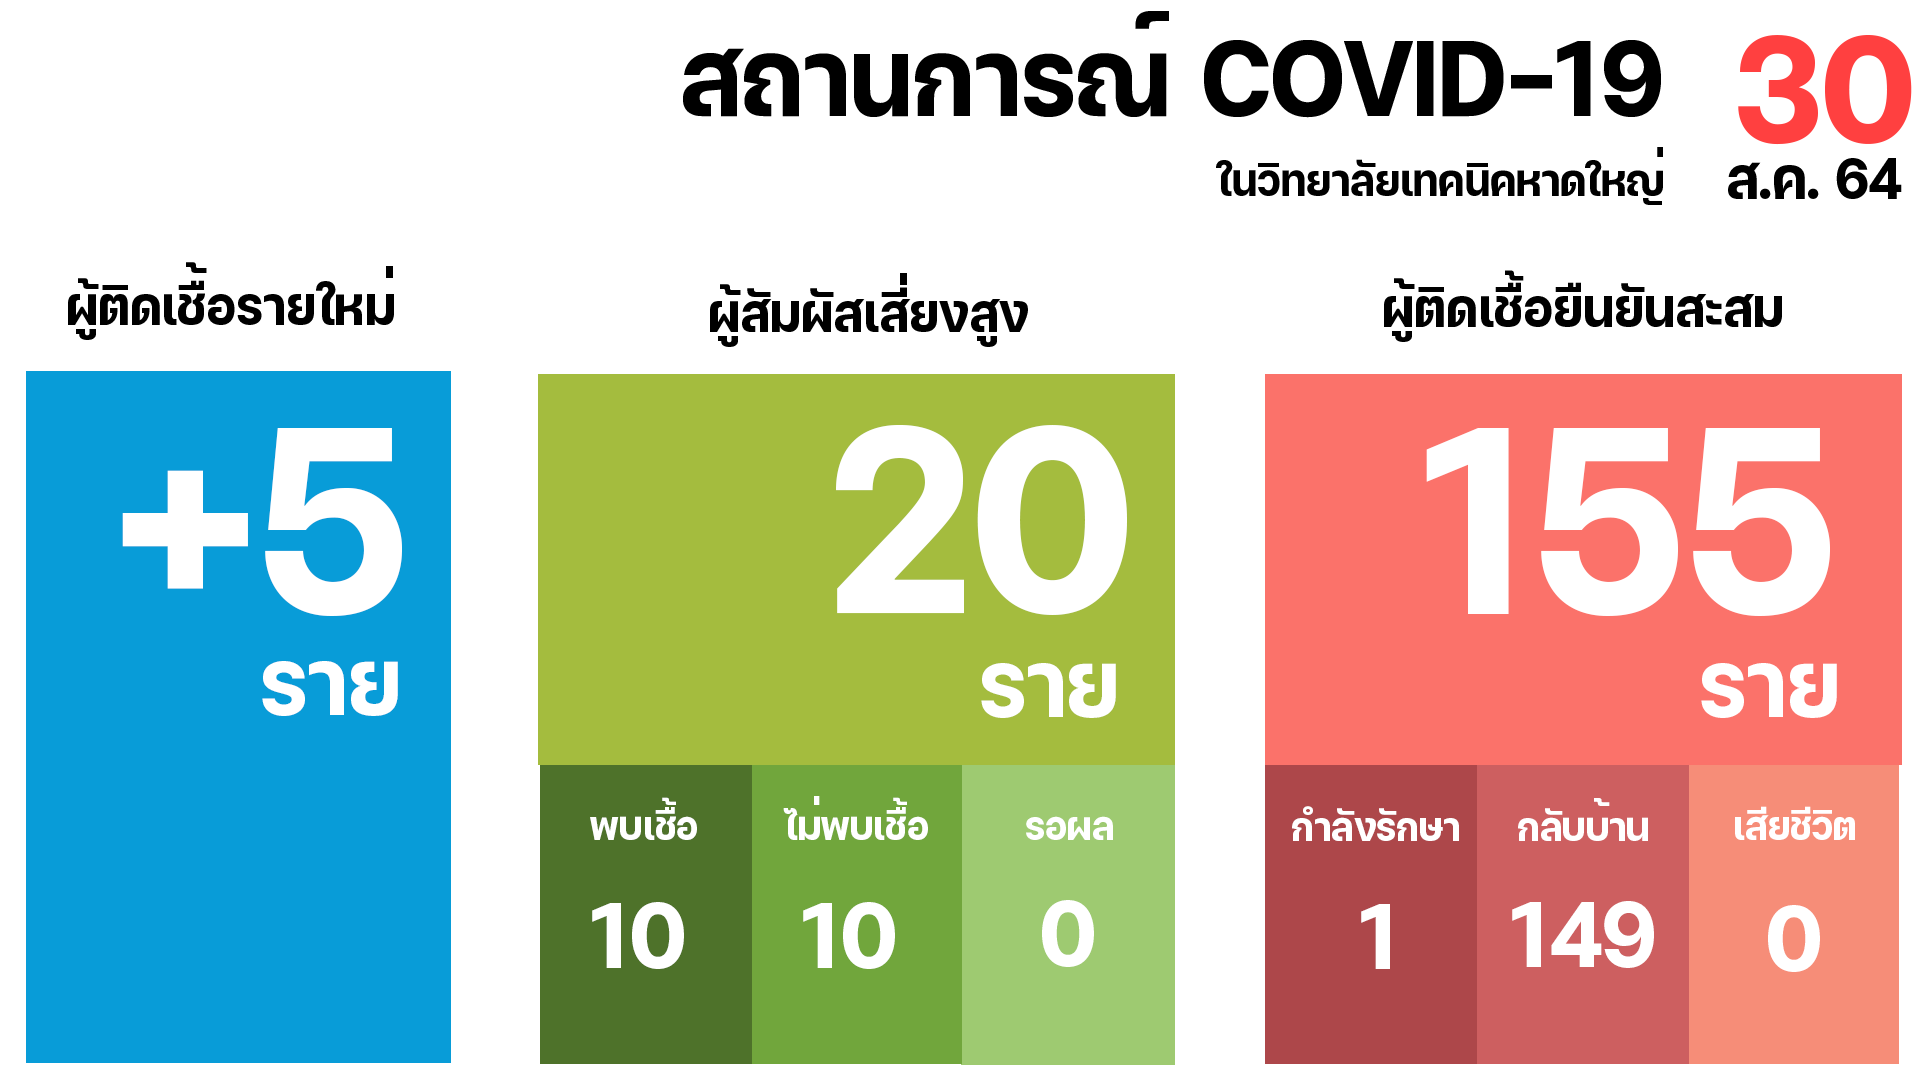 สถานการณ์ COVID-19
ในวิทยาลัยเทคนิคหาดใหญ่
30
ส.ค. 64
ผู้ติดเชื้อรายใหม่
+5
ราย
ผู้สัมผัสเสี่ยงสูง
20
ราย
พบเชื้อ
10
ไม่พบเชื้อ
10
รอผล
0
ผู้ติดเชื้อยืนยันสะสม
155
ราย
กำลังรักษา
1
กลับบ้าน
149
เสียชีวิต
0